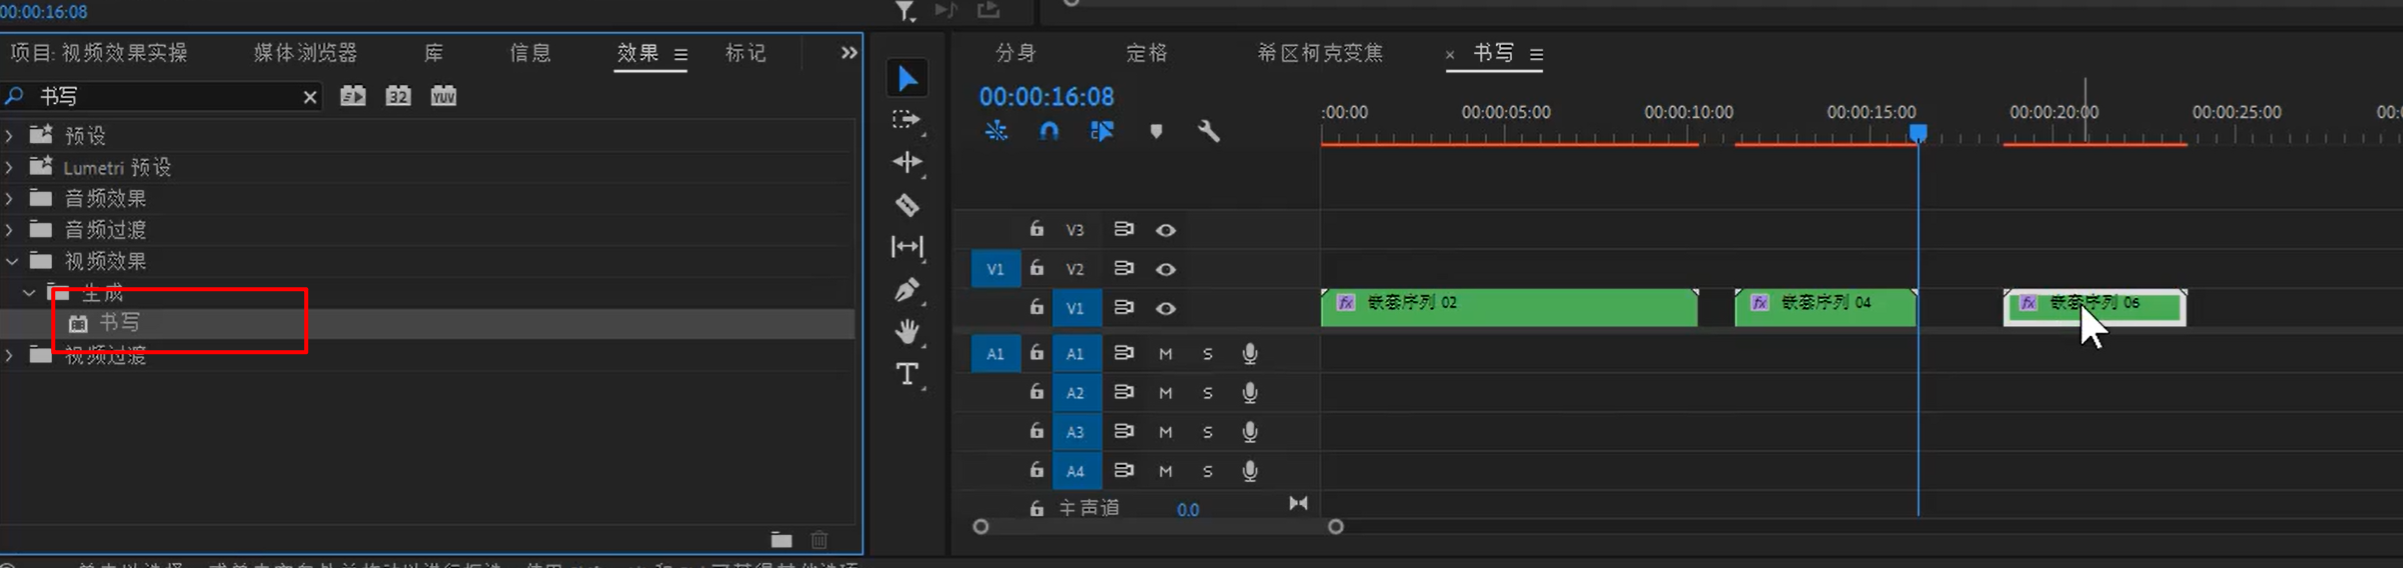 00:00:16:08
项目: 视频效果实操 媒体浏览器 库 信息 效果 标记
书写
32 YUV
预设
Lumetri 预设
音频效果
音频过渡
视频效果
生成
书写
视频过渡
分身 定格 希区柯克变焦 × 书写
00:00:16:08
:00:00 00:00:05:00 00:00:10:00 00:00:15:00 00:00:20:00 00:00:25:00
V3
V1 V2
V1 fx 嵌套序列 02 fx 嵌套序列 04 fx 嵌套序列 06
A1 A1 M S
A2 M S
A3 M S
A4 M S
主声道 0.0